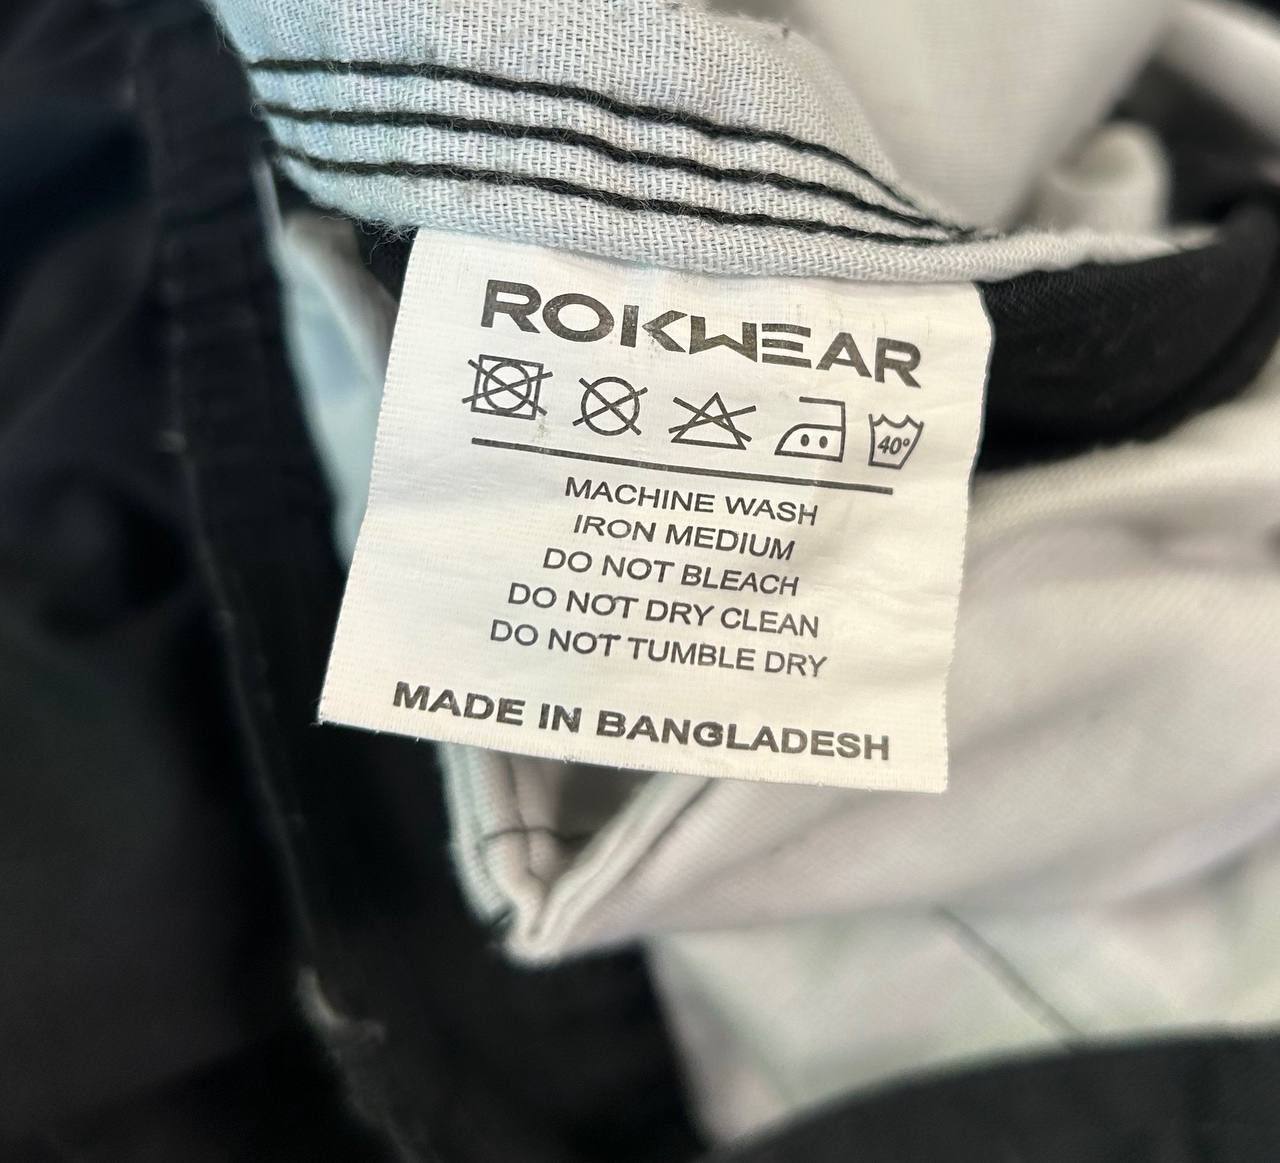 ROKWEAR
40°
MACHINE WASH
IRON MEDIUM
DO NOT BLEACH
DO NOT DRY CLEAN
DO NOT TUMBLE DRY
MADE IN BANGLADESH